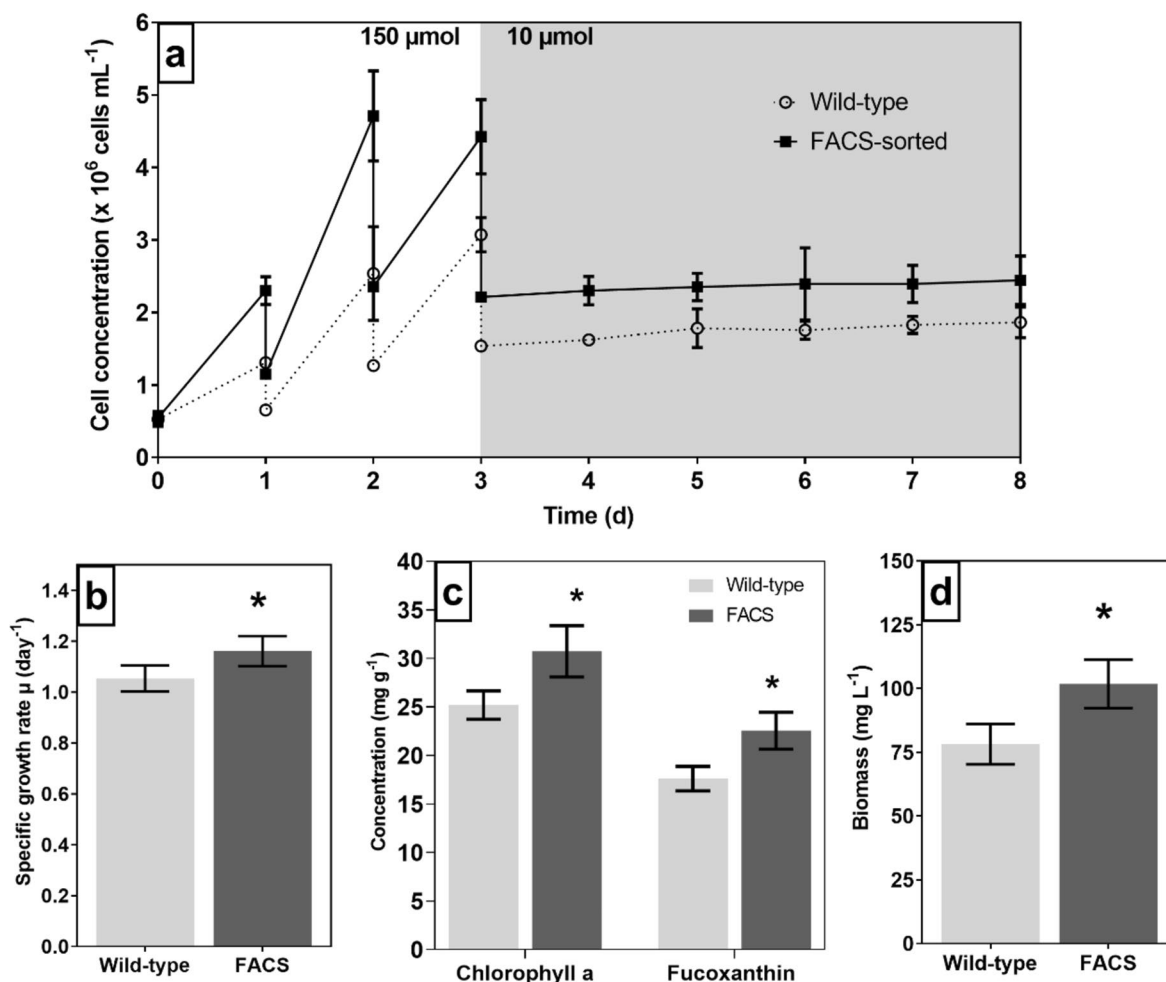 a
150 µmol 10 µmol
Wild-type
FACS-sorted
Cell concentration (x 10⁶ cells mL⁻¹)
6
5
4
3
2
1
0
0 1 2 3 4 5 6 7 8
Time (d)
b
*
Specific growth rate µ (day⁻¹)
1.4
1.2
1.0
0.8
0.6
0.4
0.2
0.0
Wild-type FACS
c
Wild-type
FACS
*
*
Concentration (mg g⁻¹)
40
35
30
25
20
15
10
5
0
Chlorophyll a Fucoxanthin
d
*
Biomass (mg L⁻¹)
150
125
100
75
50
25
0
Wild-type FACS